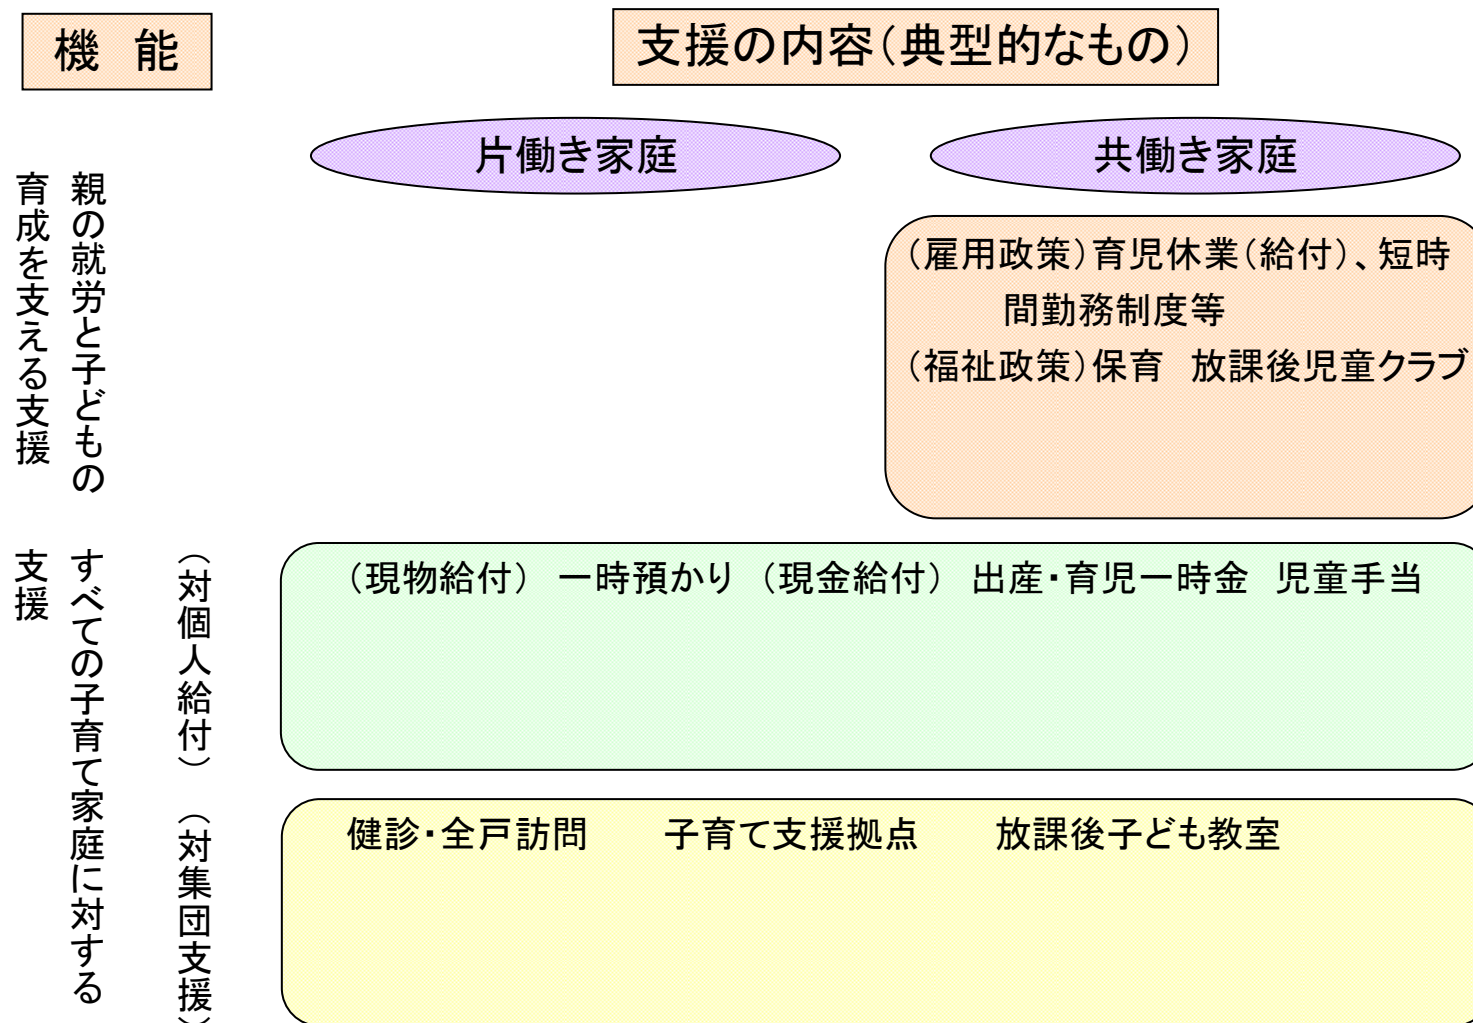 機　能
支援の内容（典型的なもの）
片働き家庭
共働き家庭
親の就労と子どもの
育成を支える支援
（雇用政策）育児休業（給付）、短時
間勤務制度等
（福祉政策）保育　放課後児童クラブ
すべての子育て家庭に対する
支援
（対個人給付）
（現物給付）　一時預かり　（現金給付）　出産・育児一時金　児童手当
（対集団支援）
健診・全戸訪問　　子育て支援拠点　　放課後子ども教室